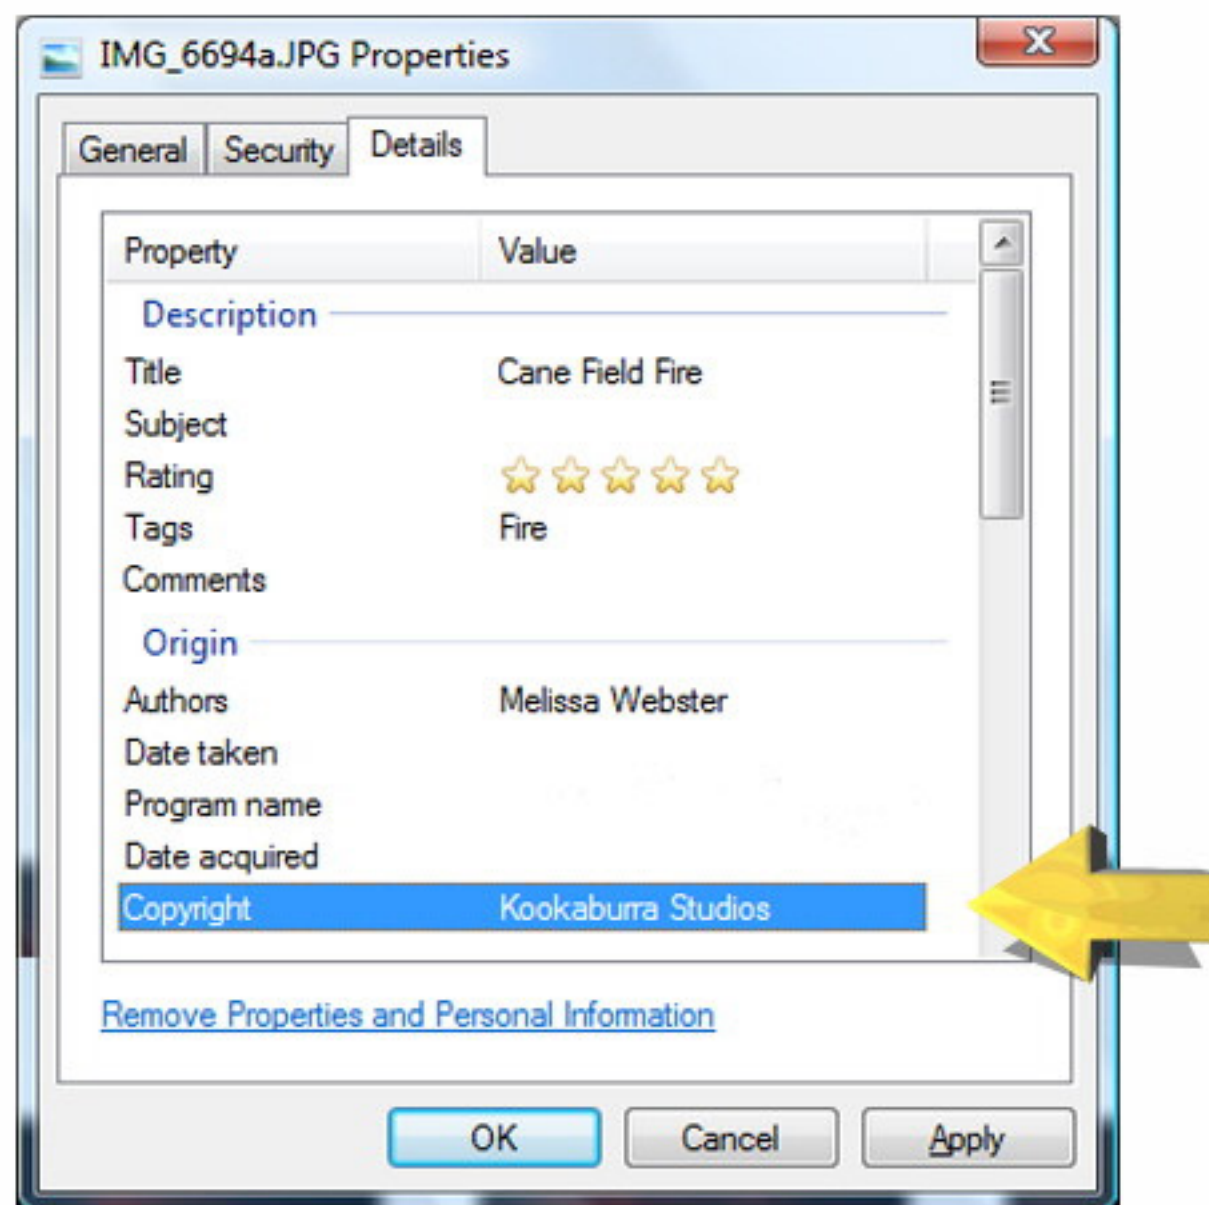 IMG_6694a.JPG Properties
X
General Security Details
Property Value
Description
Title Cane Field Fire
Subject
Rating
Tags Fire
Comments
Origin
Authors Melissa Webster
Date taken
Program name
Date acquired
Copyright Kookaburra Studios
Remove Properties and Personal Information
OK Cancel Apply